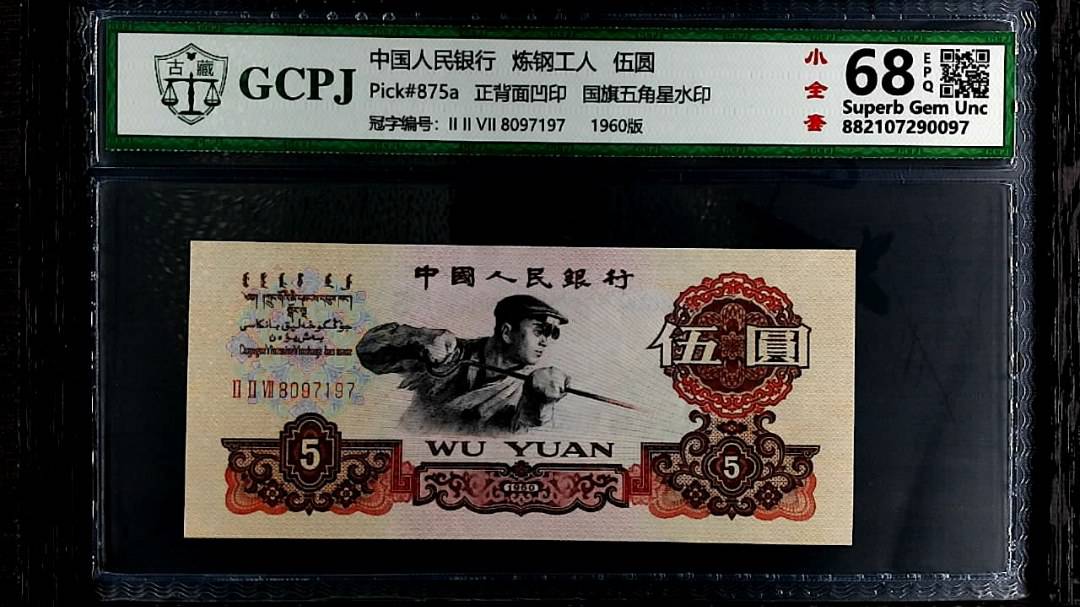 古藏
GCPJ
中国人民银行 炼钢工人 伍圆
Pick#875a 正背面凹印 国旗五角星水印
冠字编号: II II VII 8097197 1960版
小全套
68 EPQ
Superb Gem Unc
882107290097
中國人民銀行
伍圓
II II VII 8097197
WU YUAN
5
1960
5